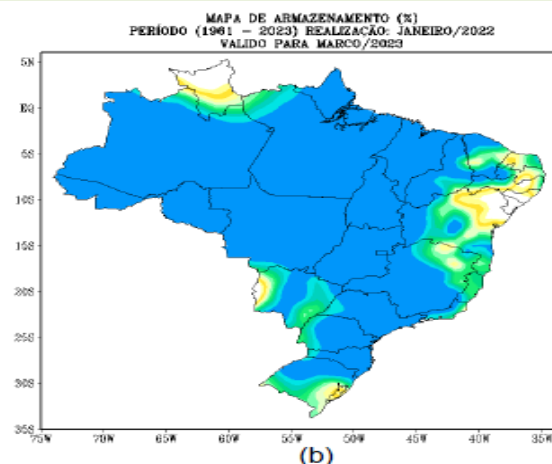 MAPA DE ARMAZENAMENTO (%)
PERÍODO (1961 – 2023) REALIZAÇÃO: JANEIRO/2022
VALIDO PARA MARCO/2023
5N
EQ
5S
10S
15S
20S
25S
30S
35S
75W 70W 65W 60W 55W 50W 45W 40W 35W
(b)